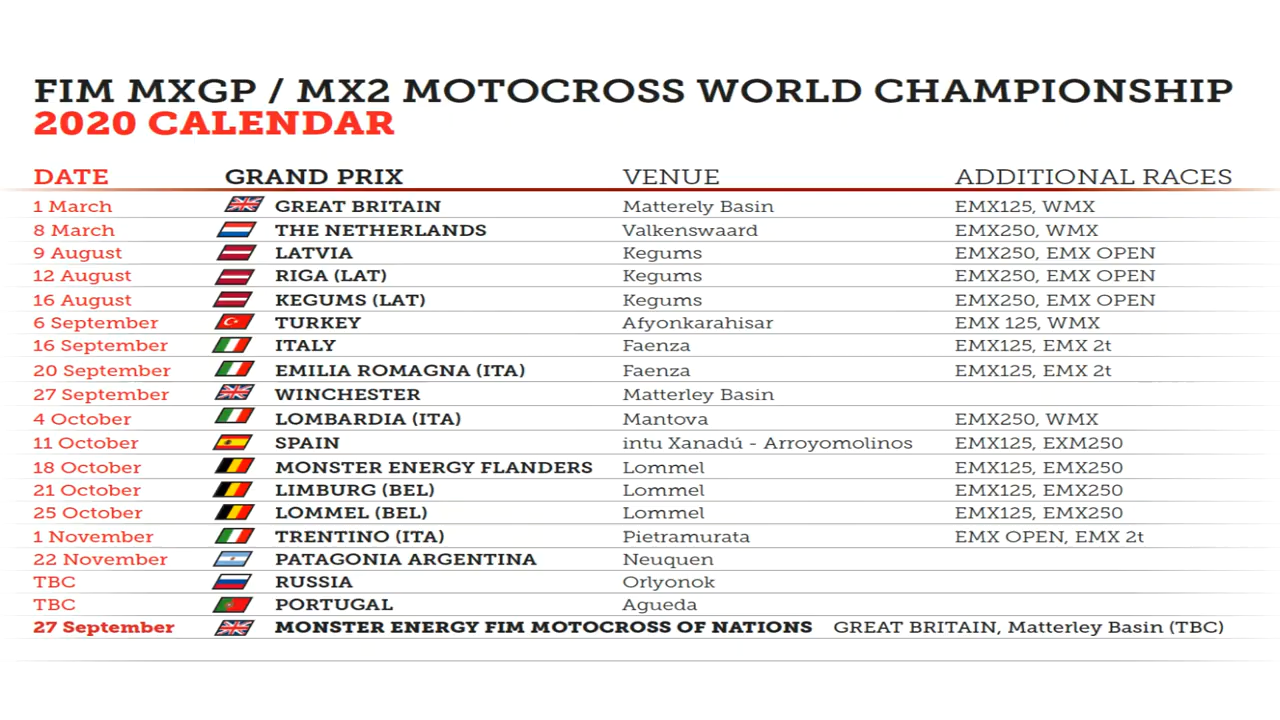 FIM MXGP / MX2 MOTOCROSS WORLD CHAMPIONSHIP
2020 CALENDAR
DATE GRAND PRIX VENUE ADDITIONAL RACES
1 March GREAT BRITAIN Matterely Basin EMX125, WMX
8 March THE NETHERLANDS Valkenswaard EMX250, WMX
9 August LATVIA Kegums EMX250, EMX OPEN
12 August RIGA (LAT) Kegums EMX250, EMX OPEN
16 August KEGUMS (LAT) Kegums EMX250, EMX OPEN
6 September TURKEY Afyonkarahisar EMX 125, WMX
16 September ITALY Faenza EMX125, EMX 2t
20 September EMILIA ROMAGNA (ITA) Faenza EMX125, EMX 2t
27 September WINCHESTER Matterley Basin
4 October LOMBARDIA (ITA) Mantova EMX250, WMX
11 October SPAIN intu Xanadú - Arroyomolinos EMX125, EXM250
18 October MONSTER ENERGY FLANDERS Lommel EMX125, EMX250
21 October LIMBURG (BEL) Lommel EMX125, EMX250
25 October LOMMEL (BEL) Lommel EMX125, EMX250
1 November TRENTINO (ITA) Pietramurata EMX OPEN, EMX 2t
22 November PATAGONIA ARGENTINA Neuquen
TBC RUSSIA Orlyonok
TBC PORTUGAL Agueda
27 September MONSTER ENERGY FIM MOTOCROSS OF NATIONS GREAT BRITAIN, Matterley Basin (TBC)